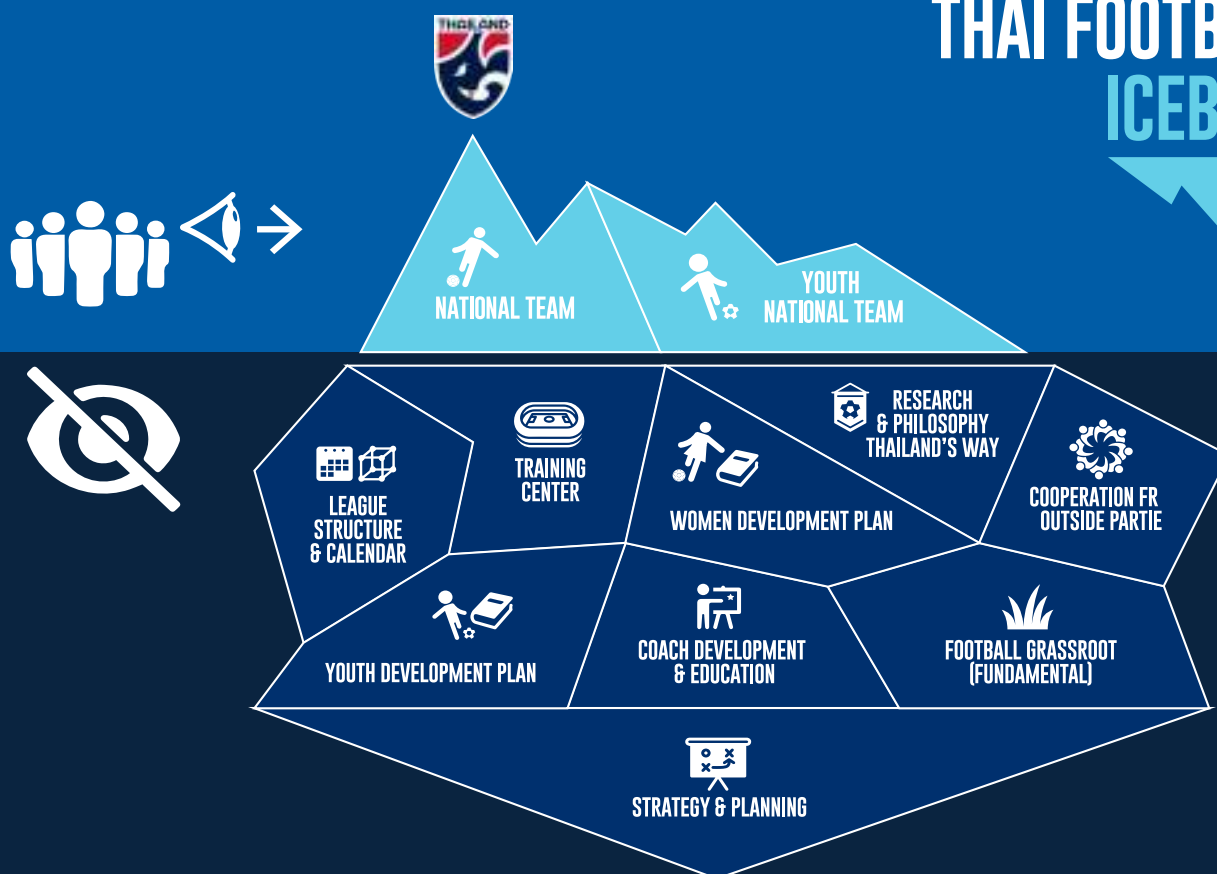 THAI FOOTB
ICEB
THAILAND
NATIONAL TEAM
YOUTH
NATIONAL TEAM
LEAGUE
STRUCTURE
& CALENDAR
TRAINING
CENTER
WOMEN DEVELOPMENT PLAN
RESEARCH
& PHILOSOPHY
THAILAND'S WAY
COOPERATION FR
OUTSIDE PARTIE
YOUTH DEVELOPMENT PLAN
COACH DEVELOPMENT
& EDUCATION
FOOTBALL GRASSROOT
(FUNDAMENTAL)
STRATEGY & PLANNING